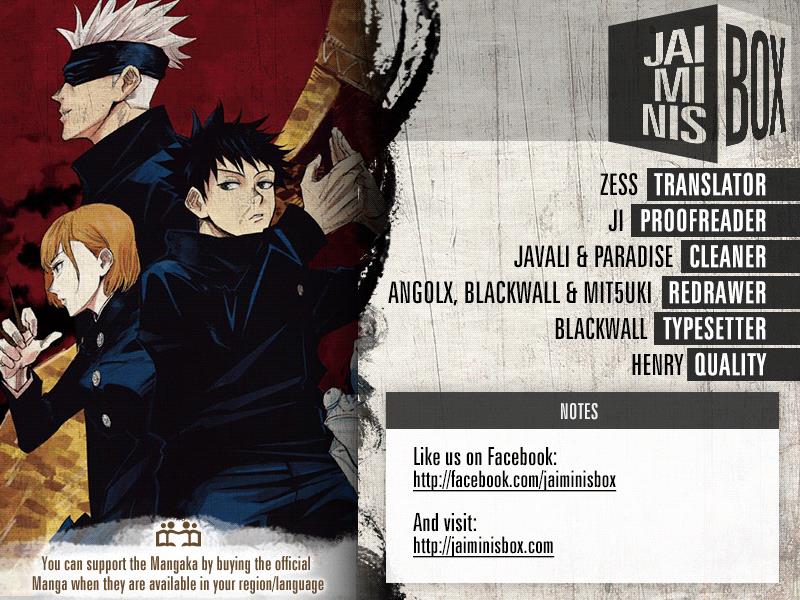 JAI
MI
NIS
BOX
ZESS TRANSLATOR
JI PROOFREADER
JAVALI & PARADISE CLEANER
ANGOLX, BLACKWALL & MIT5UKI REDRAWER
BLACKWALL TYPESETTER
HENRY QUALITY
NOTES
Like us on Facebook:
http://facebook.com/jaiminisbox
And visit:
http://jaiminisbox.com
You can support the Mangaka by buying the official
Manga when they are available in your region/language